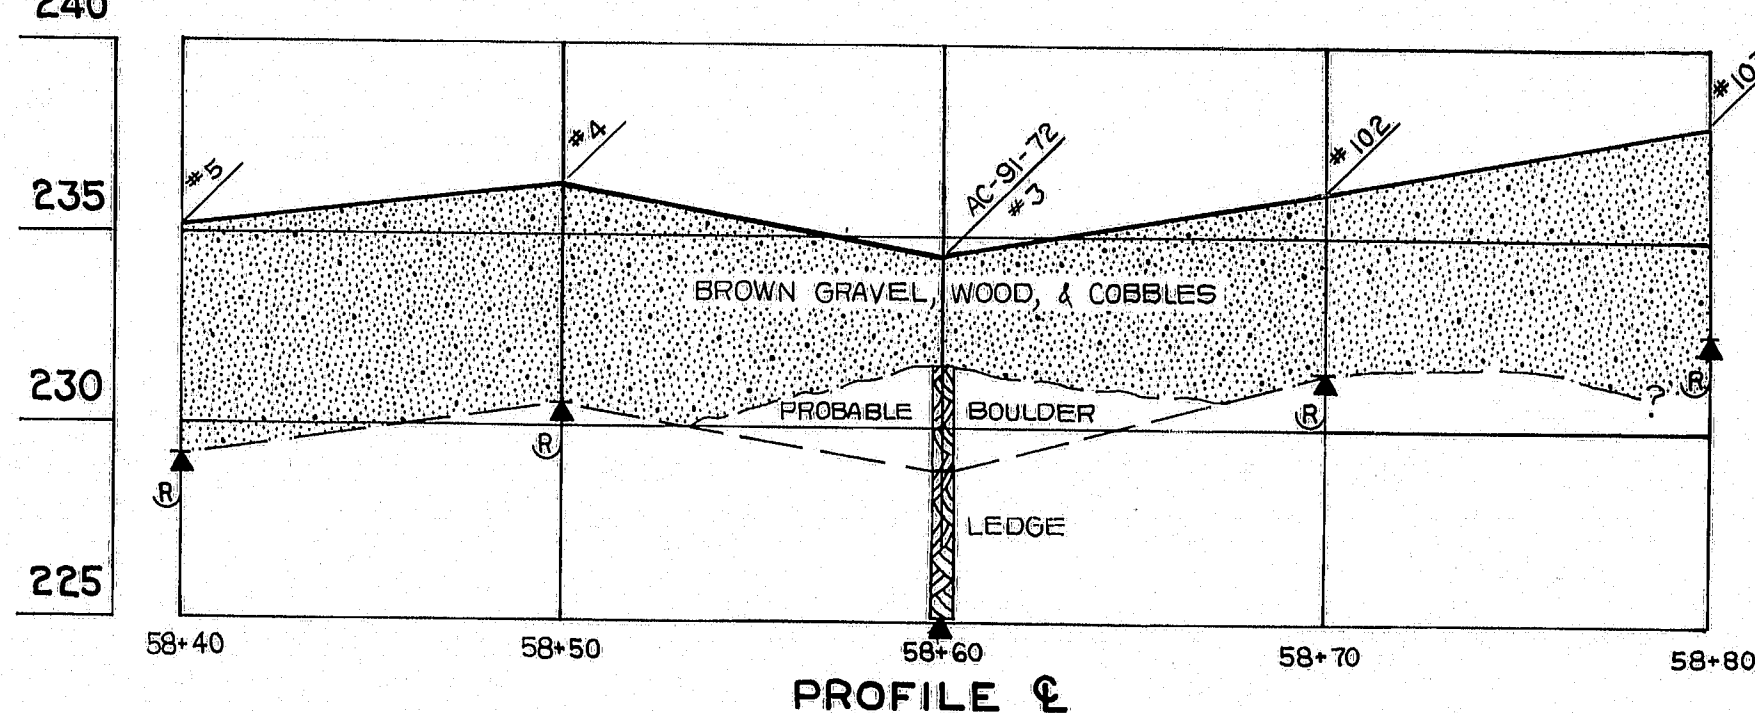 240
#5
#4
AC-91-72
#3
#102
235
BROWN GRAVEL, WOOD, & COBBLES
230
PROBABLE BOULDER
?
R
R
R
R
LEDGE
225
58+40
58+50
58+60
58+70
58+80
PROFILE ℄